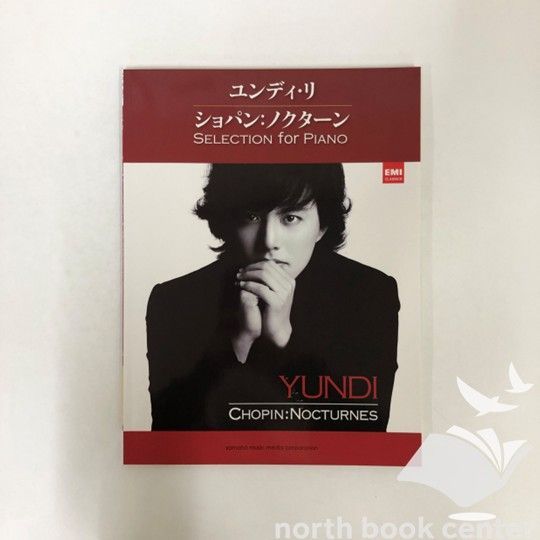 ユンディ・リ
ショパン:ノクターン
SELECTION for PIANO
EMI
CLASSICS
YUNDI
CHOPIN:NOCTURNES
yamaha music media corporation
north book center